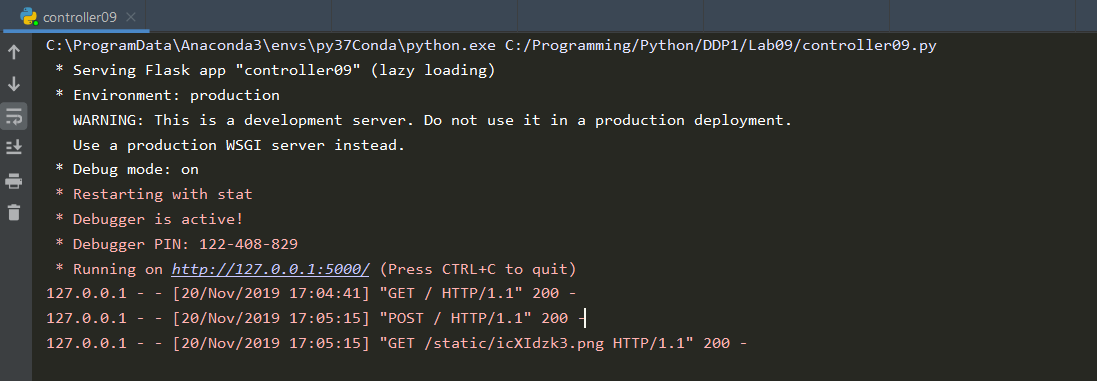 controller09
C:\ProgramData\Anaconda3\envs\py37Conda\python.exe C:/Programming/Python/DDP1/Lab09/controller09.py
* Serving Flask app "controller09" (lazy loading)
* Environment: production
WARNING: This is a development server. Do not use it in a production deployment.
Use a production WSGI server instead.
* Debug mode: on
* Restarting with stat
* Debugger is active!
* Debugger PIN: 122-408-829
* Running on http://127.0.0.1:5000/ (Press CTRL+C to quit)
127.0.0.1 - - [20/Nov/2019 17:04:41] "GET / HTTP/1.1" 200 -
127.0.0.1 - - [20/Nov/2019 17:05:15] "POST / HTTP/1.1" 200 -
127.0.0.1 - - [20/Nov/2019 17:05:15] "GET /static/icXIdzk3.png HTTP/1.1" 200 -